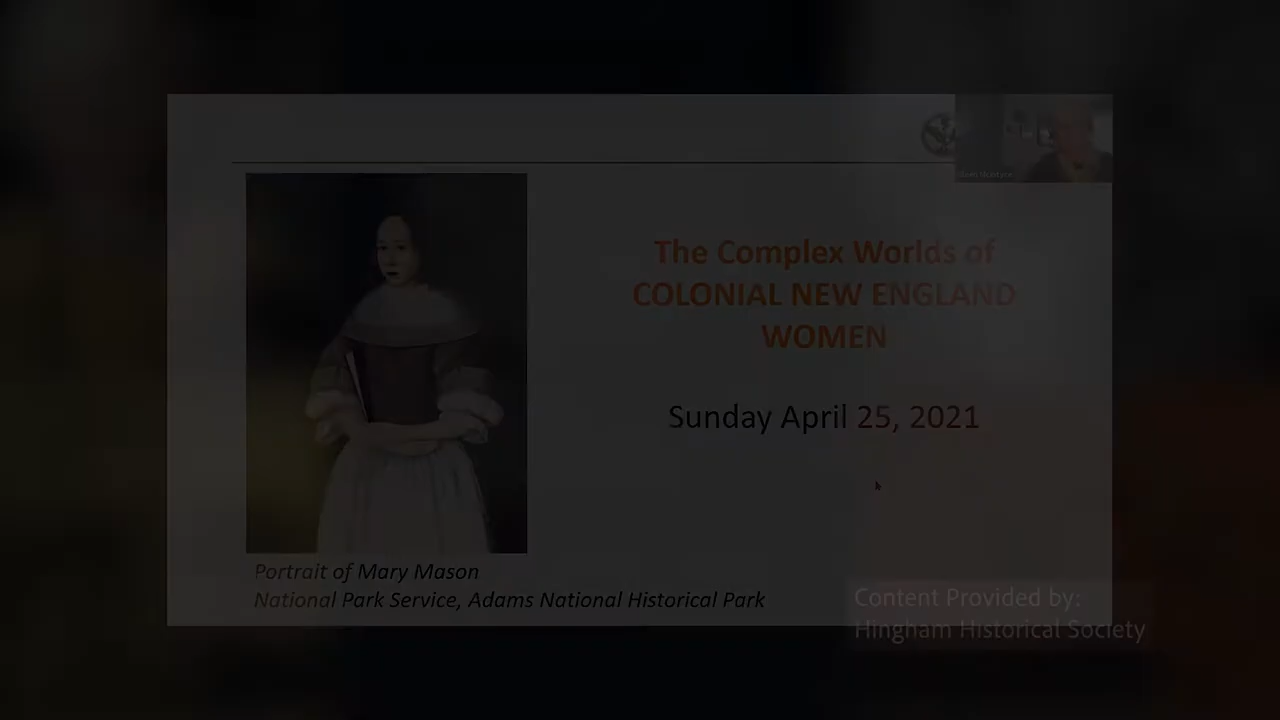 The Complex Worlds of
COLONIAL NEW ENGLAND
WOMEN
Sunday April 25, 2021
Portrait of Mary Mason
National Park Service, Adams National Historical Park
Content Provided by:
Hingham Historical Society